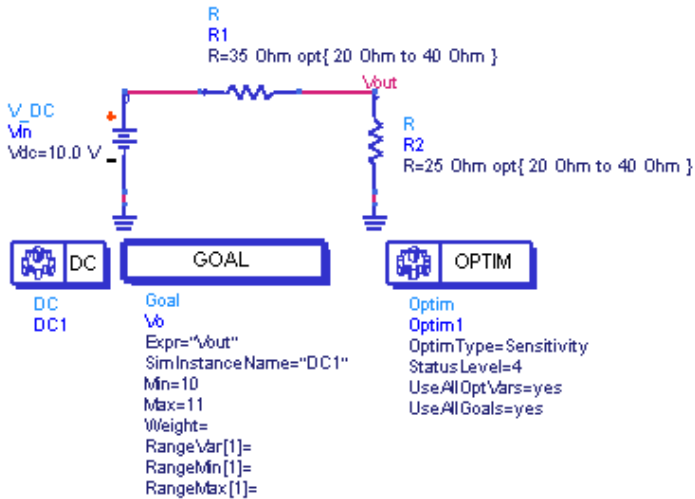 R
R1
R=35 Ohm opt{ 20 Ohm to 40 Ohm }
Vout
V_DC
Vin
Vdc=10.0 V
R
R2
R=25 Ohm opt{ 20 Ohm to 40 Ohm }
DC
GOAL
OPTIM
DC
DC1
Goal
Vo
Expr="Vout"
SimInstanceName="DC1"
Min=10
Max=11
Weight=
RangeVar[1]=
RangeMin[1]=
RangeMax[1]=
Optim
Optim1
OptimType=Sensitivity
StatusLevel=4
UseAllOptVars=yes
UseAllGoals=yes